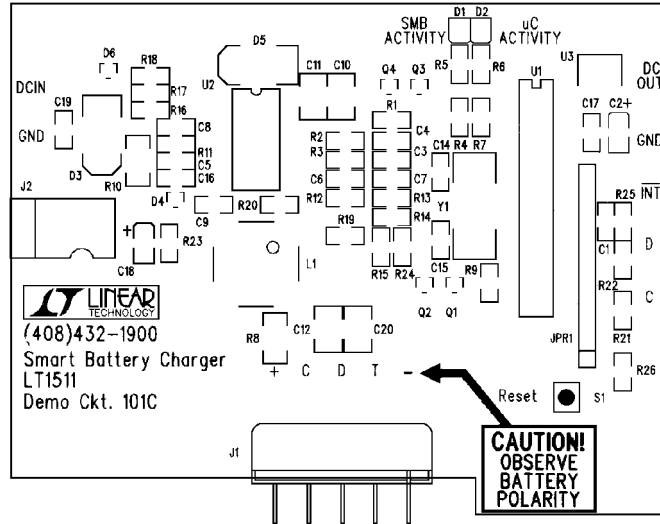 SMB ACTIVITY
D1 D2
uC ACTIVITY
D6
R18
D5
U2
C11 C10
R5
R6
U3
DC
OUT
DCIN
C19
R17
Q4 Q3
U1
R16
R1
C17
C2+
GND
C8
R2
C4
GND
R11
R3
C3
C14
R4 R7
D3
R10
C5
C16
C6
C7
J2
D4
R12
R13
Y1
R25
INT
C9
R20
R19
R14
+
C18
R23
L1
R15
R24
C15
R9
C1
D
R22
C
Q2 Q1
LT LINEAR
TECHNOLOGY
(408)432-1900
Smart Battery Charger
LT1511
Demo Ckt. 101C
R8
C12
C20
R21
JPR1
R26
+ C D T -
Reset
S1
J1
CAUTION!
OBSERVE
BATTERY
POLARITY